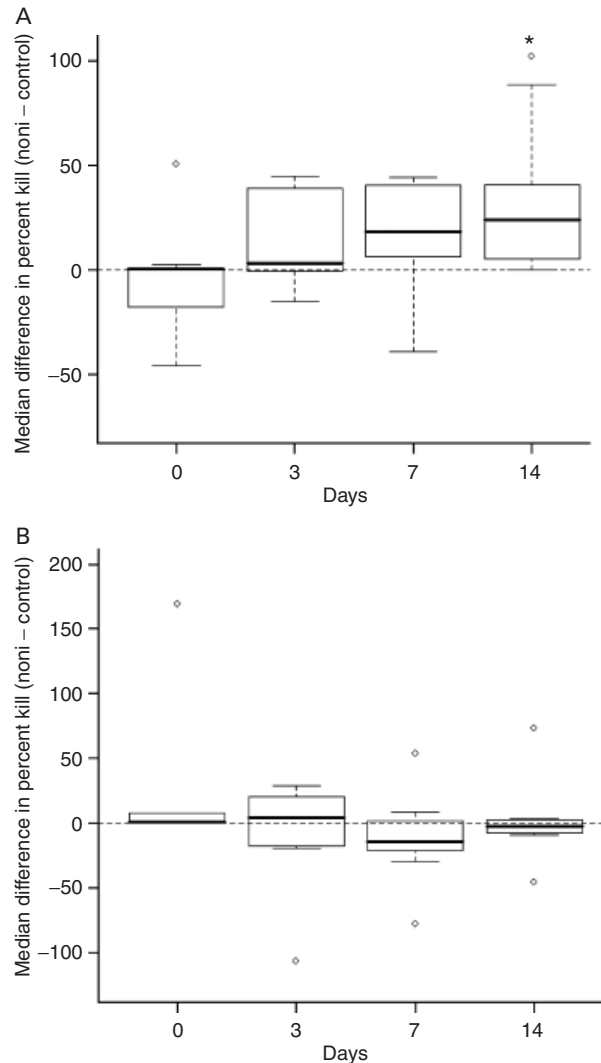 A
Median difference in percent kill (noni – control)
100
50
0
–50
*
0 3 7 14
Days
B
Median difference in percent kill (noni – control)
200
150
100
50
0
–50
–100
0 3 7 14
Days